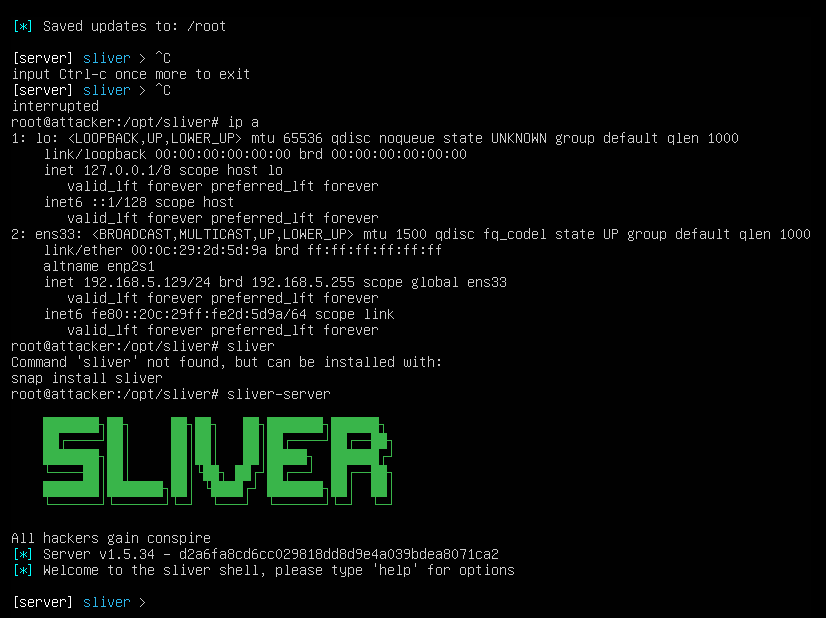 [*] Saved updates to: /root
[server] sliver > ^C
input Ctrl-c once more to exit
[server] sliver > ^C
interrupted
root@attacker:/opt/sliver# ip a
1: lo: <LOOPBACK,UP,LOWER_UP> mtu 65536 qdisc noqueue state UNKNOWN group default qlen 1000
    link/loopback 00:00:00:00:00:00 brd 00:00:00:00:00:00
    inet 127.0.0.1/8 scope host lo
       valid_lft forever preferred_lft forever
    inet6 ::1/128 scope host
       valid_lft forever preferred_lft forever
2: ens33: <BROADCAST,MULTICAST,UP,LOWER_UP> mtu 1500 qdisc fq_codel state UP group default qlen 1000
    link/ether 00:0c:29:2d:5d:9a brd ff:ff:ff:ff:ff:ff
    altname enp2s1
    inet 192.168.5.129/24 brd 192.168.5.255 scope global ens33
       valid_lft forever preferred_lft forever
    inet6 fe80::20c:29ff:fe2d:5d9a/64 scope link
       valid_lft forever preferred_lft forever
root@attacker:/opt/sliver# sliver
Command 'sliver' not found, but can be installed with:
snap install sliver
root@attacker:/opt/sliver# sliver-server
SLIVER
All hackers gain conspire
[*] Server v1.5.34 - d2a6fa8cd6cc029818dd8d9e4a039bdea8071ca2
[*] Welcome to the sliver shell, please type 'help' for options
[server] sliver >